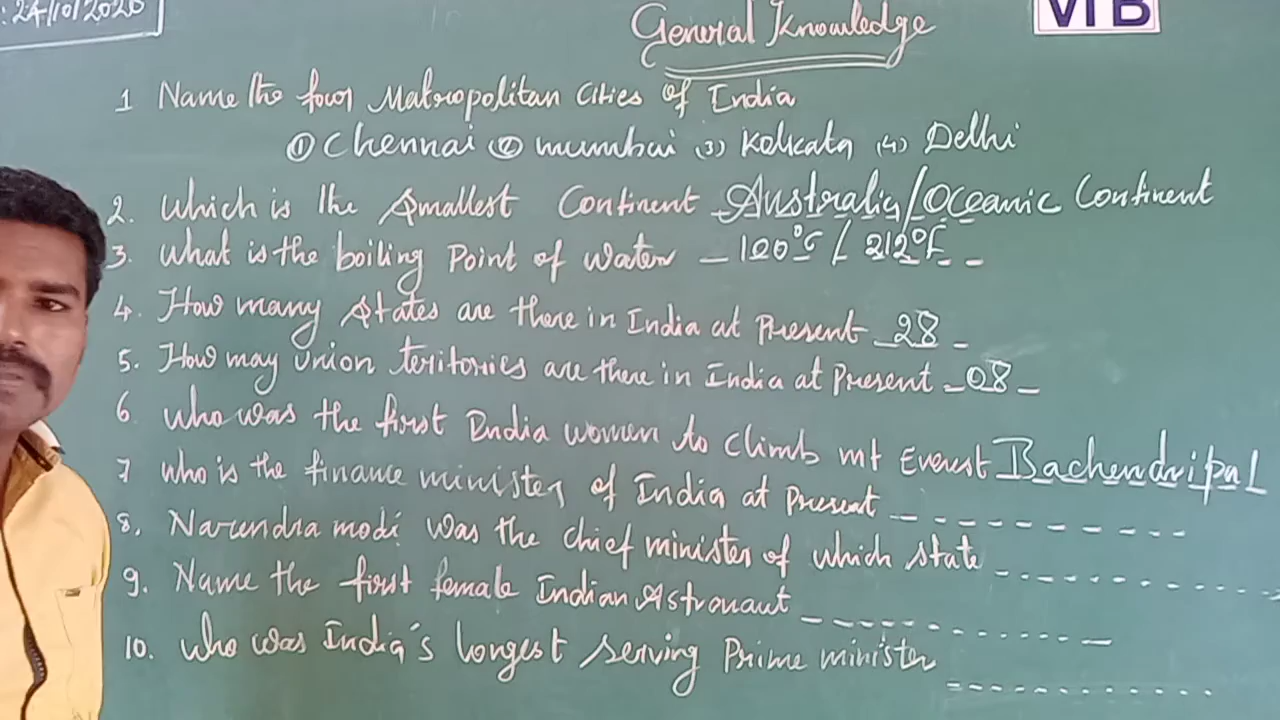 : 24/10/2020
General Knowledge
VI B
1 Name the four Matropolitan Cities of India
① Chennai ② mumbai (3) Kolkata (4) Delhi
2. Which is the Smallest Continent Australia/Oceanic Continent
3. What is the boiling Point of water _ 100°C / 212°F _ _
4. How many States are there in India at Present _28_
5. How may union territories are there in India at Present _08_
6 Who was the first India women to Climb mt Everest Bachendripal
7 Who is the finance minister of India at Present _ _ _ _ _ _ _ _ _ _
8. Narendra modi was the chief minister of which state _ _ _ _ _ _ _ _ _ _
9. Name the first female Indian Astronaut _ _ _ _ _ _ _ _ _ _
10. Who was India's longest serving Prime minister _ _ _ _ _ _ _ _ _ _